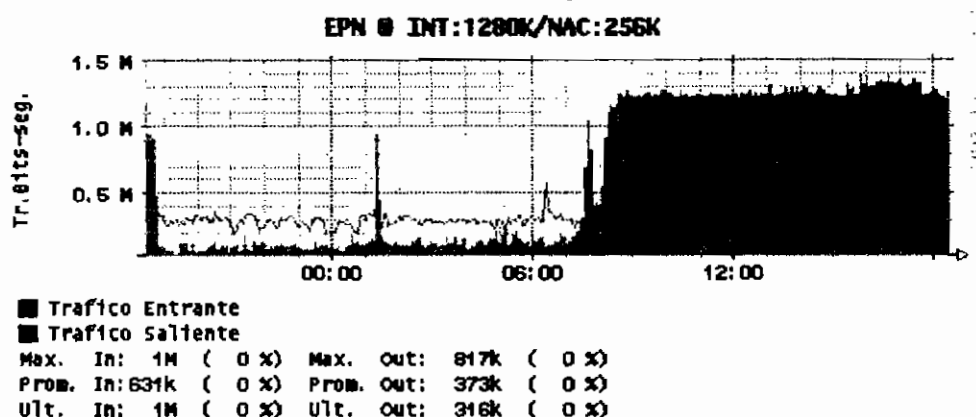 EPN @ INT:1280K/NAC:256K
Tr.Bits-seg.
1.5 M
1.0 M
0.5 M
00:00 06:00 12:00
Trafico Entrante
Trafico Saliente
Max. In: 1M ( 0 %) Max. Out: 817k ( 0 %)
Prom. In:631k ( 0 %) Prom. Out: 373k ( 0 %)
Ult. In: 1M ( 0 %) Ult. Out: 316k ( 0 %)